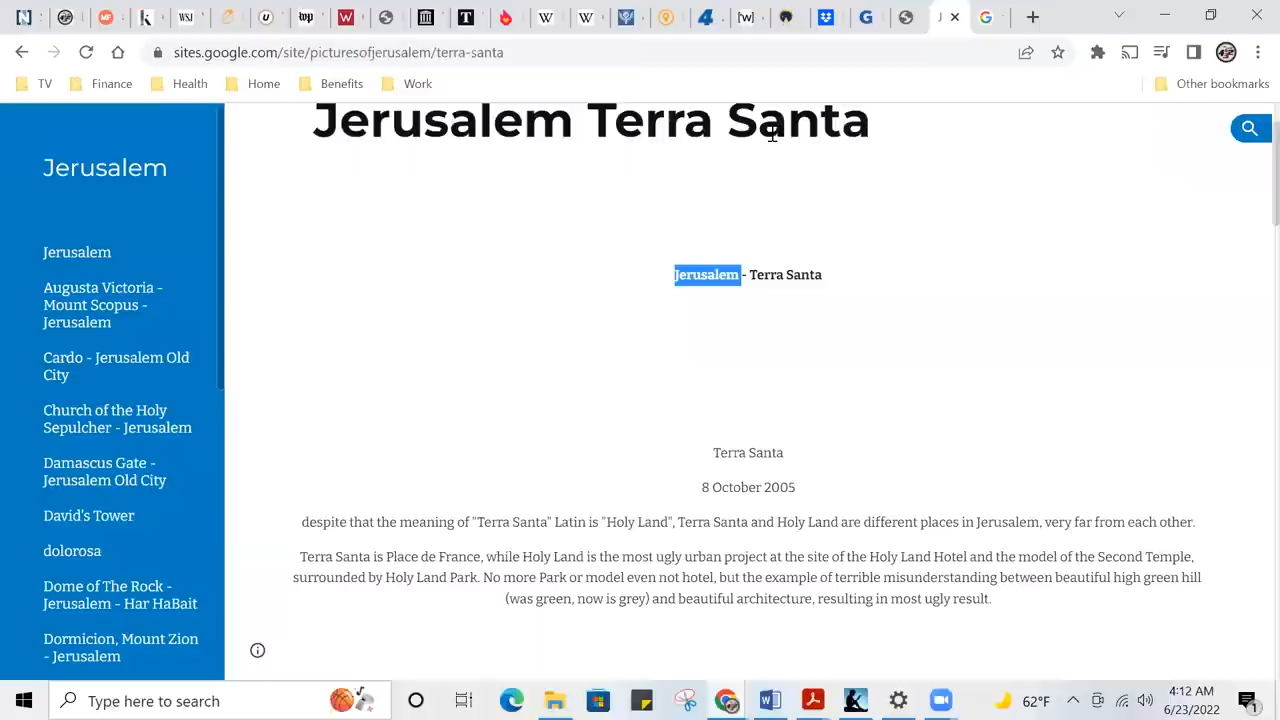 sites.google.com/site/picturesofjerusalem/terra-santa
TV
Finance
Health
Home
Benefits
Work
Other bookmarks
Jerusalem Terra Santa
Jerusalem
Jerusalem
Augusta Victoria -
Mount Scopus -
Jerusalem
Cardo - Jerusalem Old
City
Church of the Holy
Sepulcher - Jerusalem
Damascus Gate -
Jerusalem Old City
David's Tower
dolorosa
Dome of The Rock -
Jerusalem - Har HaBait
Dormicion, Mount Zion
- Jerusalem
Jerusalem - Terra Santa
Terra Santa
8 October 2005
despite that the meaning of "Terra Santa" Latin is "Holy Land", Terra Santa and Holy Land are different places in Jerusalem, very far from each other.
Terra Santa is Place de France, while Holy Land is the most ugly urban project at the site of the Holy Land Hotel and the model of the Second Temple,
surrounded by Holy Land Park. No more Park or model even not hotel, but the example of terrible misunderstanding between beautiful high green hill
(was green, now is grey) and beautiful architecture, resulting in most ugly result.
Type here to search
62°F
4:12 AM
6/23/2022